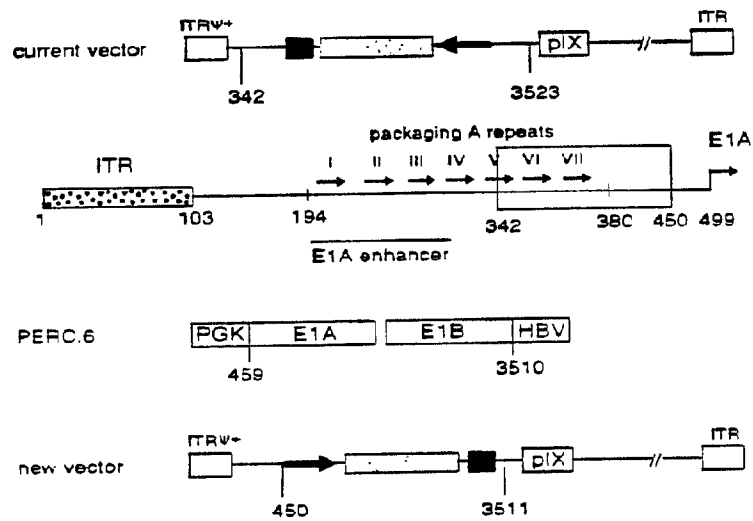 ITRΨ+ ITR
current vector pIX
342 3523
packaging A repeats
E1A
ITR I II III IV V VI VII
1 103 194 342 380 450 499
E1A enhancer
PERC.6 PGK E1A E1B HBV
459 3510
ITRΨ+ ITR
new vector pIX
450 3511